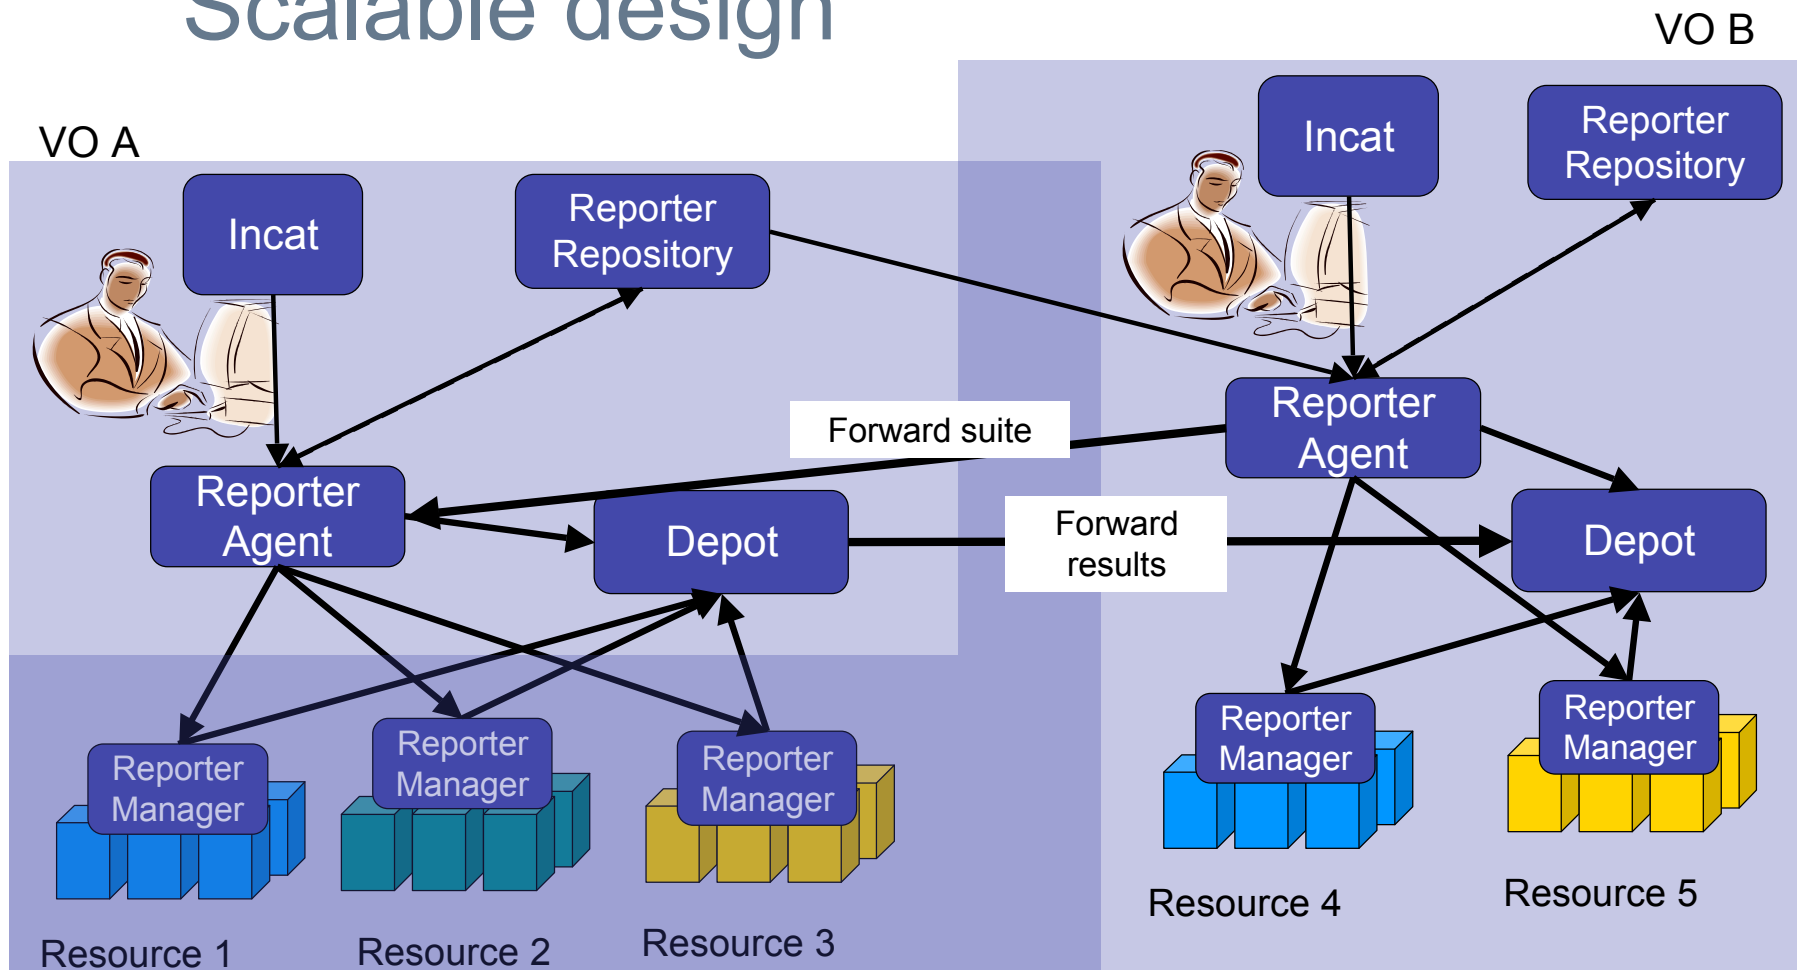 Scalable design
VO B
VO A
Incat
Reporter
Repository
Incat
Reporter
Repository
Forward suite
Reporter
Agent
Reporter
Agent
Depot
Forward
results
Depot
Reporter
Manager
Reporter
Manager
Reporter
Manager
Reporter
Manager
Reporter
Manager
Resource 1
Resource 2
Resource 3
Resource 4
Resource 5